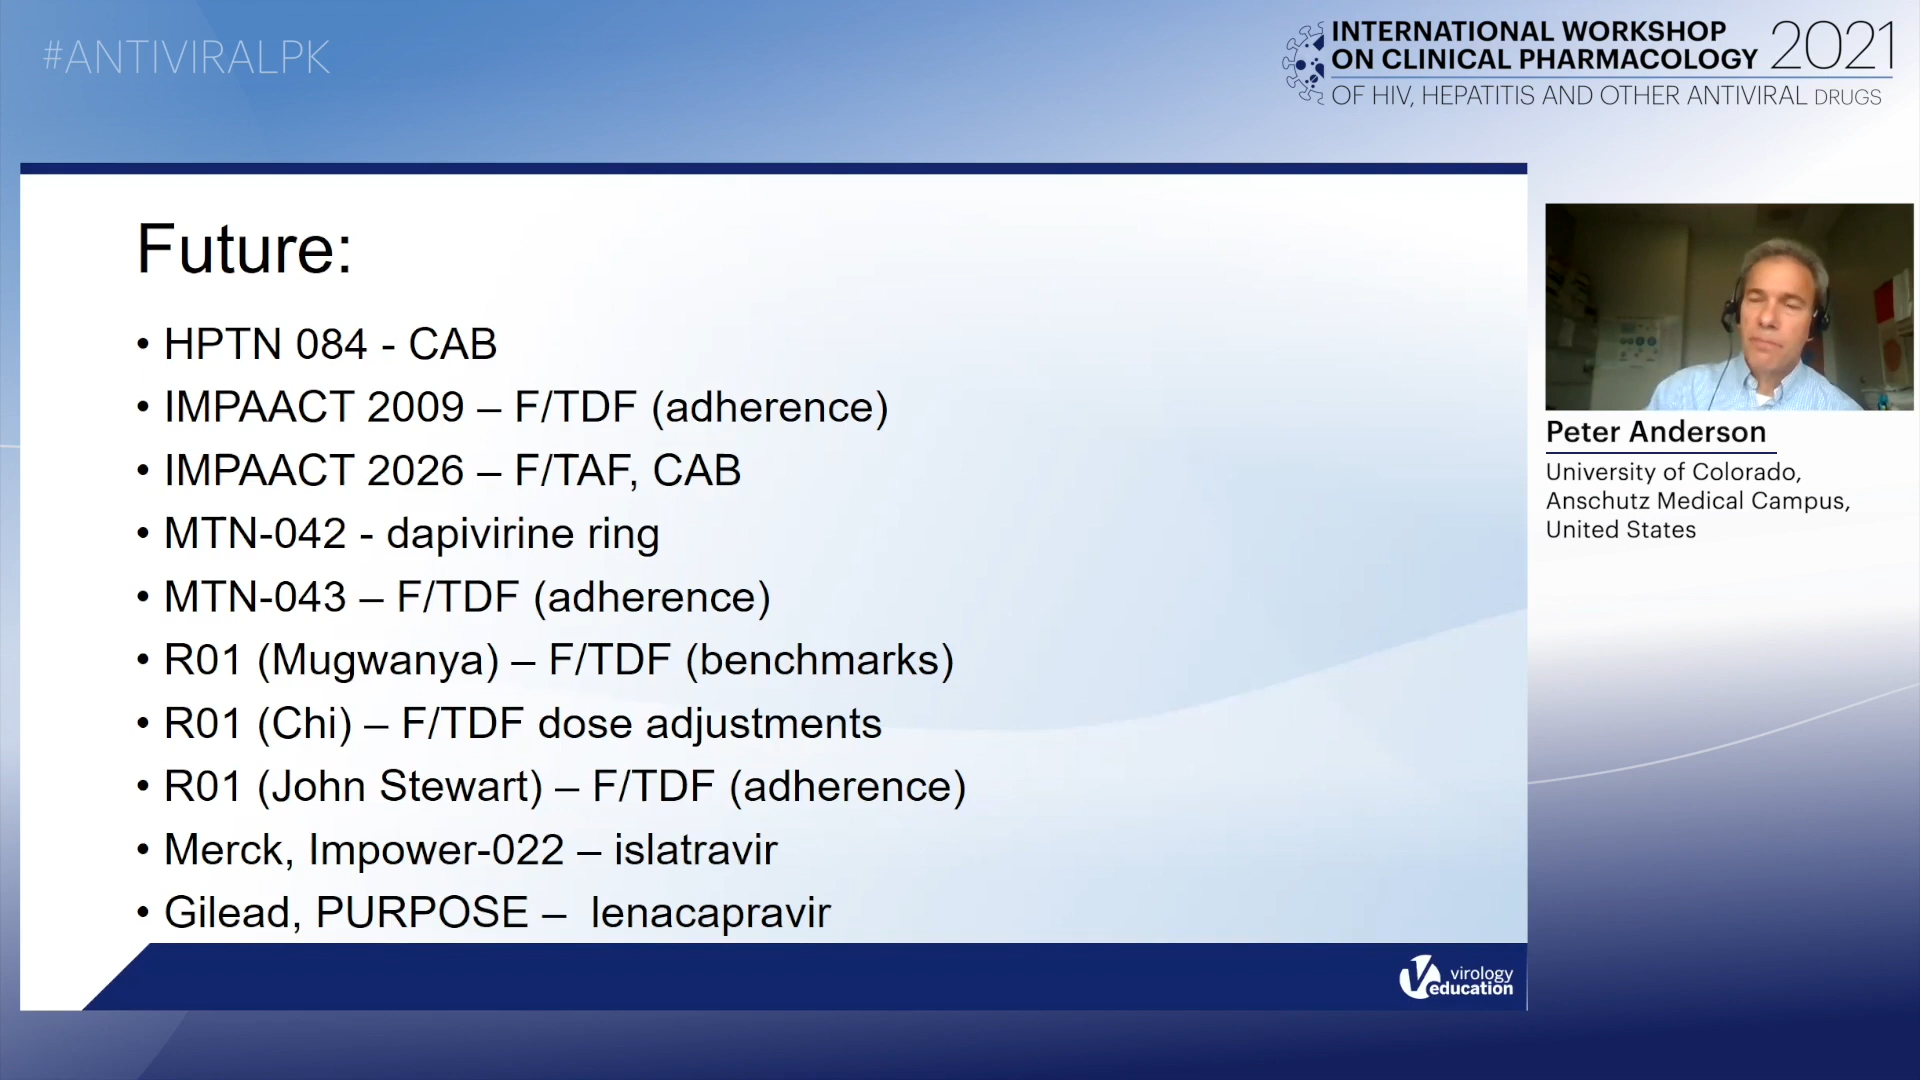 #ANTIVIRALPK
INTERNATIONAL WORKSHOP
ON CLINICAL PHARMACOLOGY 2021
OF HIV, HEPATITIS AND OTHER ANTIVIRAL DRUGS
Future:
• HPTN 084 - CAB
• IMPAACT 2009 – F/TDF (adherence)
• IMPAACT 2026 – F/TAF, CAB
• MTN-042 - dapivirine ring
• MTN-043 – F/TDF (adherence)
• R01 (Mugwanya) – F/TDF (benchmarks)
• R01 (Chi) – F/TDF dose adjustments
• R01 (John Stewart) – F/TDF (adherence)
• Merck, Impower-022 – islatravir
• Gilead, PURPOSE – lenacapravir
Peter Anderson
University of Colorado,
Anschutz Medical Campus,
United States
virology
education